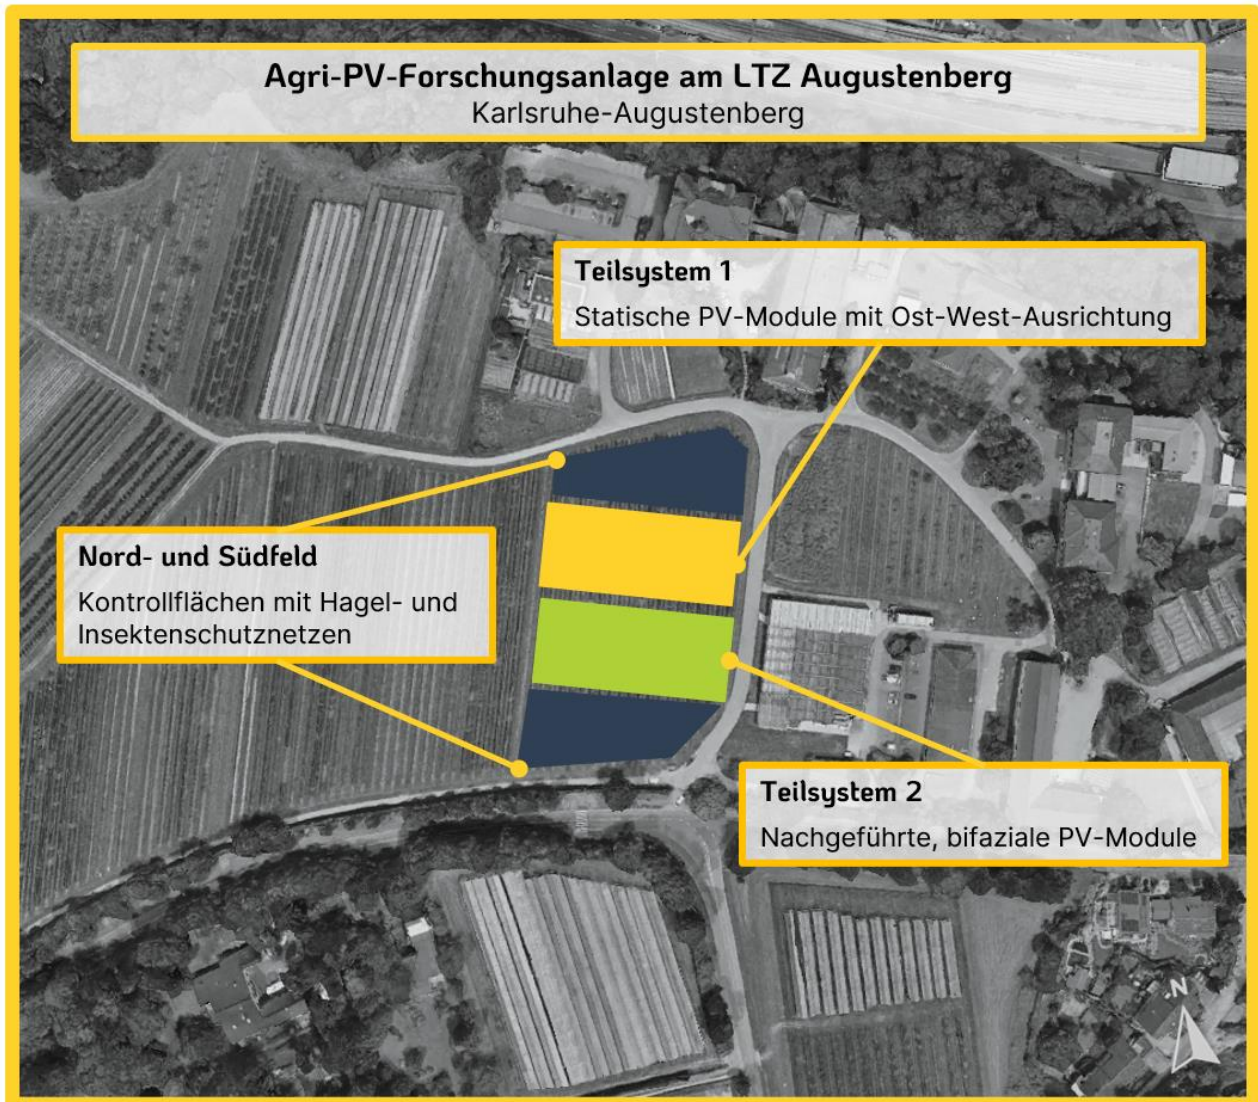 Agri-PV-Forschungsanlage am LTZ Augustenberg
Karlsruhe-Augustenberg
Teilsystem 1
Statische PV-Module mit Ost-West-Ausrichtung
Nord- und Südfeld
Kontrollflächen mit Hagel- und
Insektenschutznetzen
Teilsystem 2
Nachgeführte, bifaziale PV-Module
N